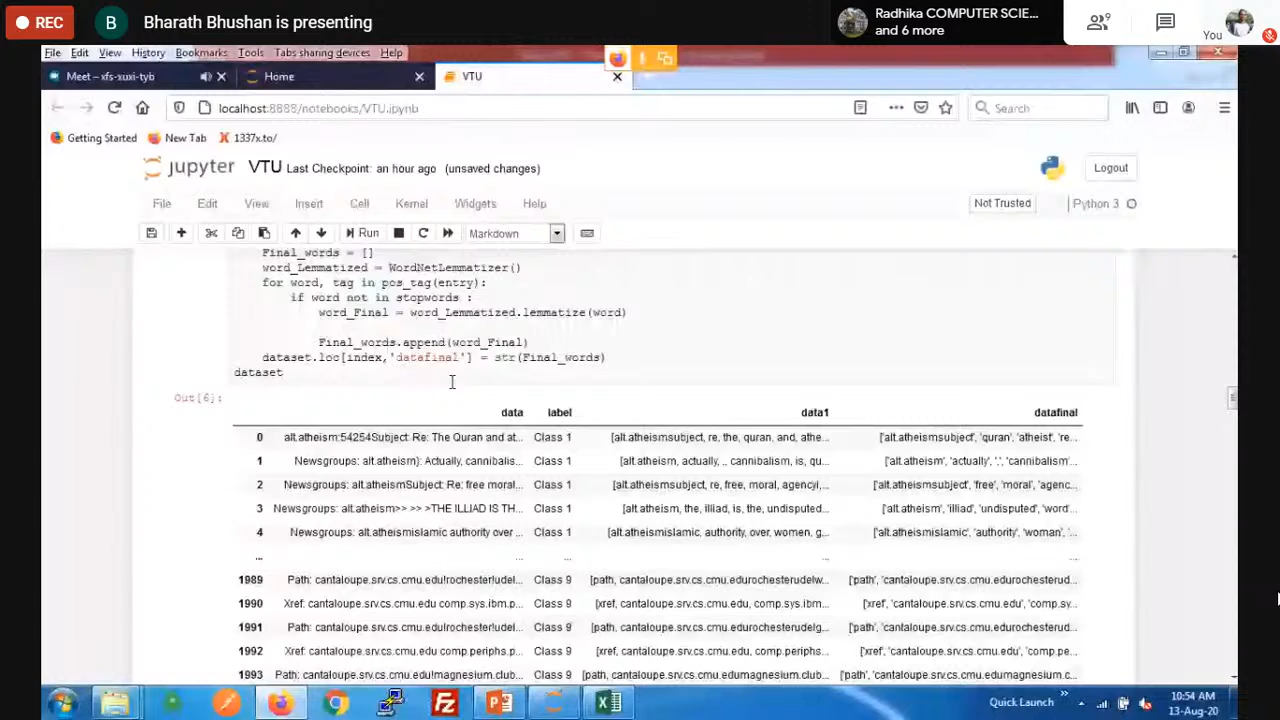 REC
B
Bharath Bhushan is presenting
Radhika COMPUTER SCIE...
and 6 more
You
File Edit View History Bookmarks Tools Tabs sharing devices Help
Meet – xfs-xuxi-tyb
Home
VTU
localhost:8888/notebooks/VTU.ipynb
Search
Getting Started
New Tab
1337x.to/
jupyter VTU Last Checkpoint: an hour ago (unsaved changes)
Logout
File Edit View Insert Cell Kernel Widgets Help
Not Trusted
Python 3
Run
Markdown
Final_words = []
word_Lemmatized = WordNetLemmatizer()
for word, tag in pos_tag(entry):
if word not in stopwords :
word_Final = word_Lemmatized.lemmatize(word)
Final_words.append(word_Final)
dataset.loc[index,'datafinal'] = str(Final_words)
dataset
Out[6]:
data label data1 datafinal
0 alt.atheism:54254Subject: Re: The Quran and at... Class 1 [alt.atheismsubject, re, the, quran, and, athe... ['alt.atheismsubject', 'quran', 'atheist', 're...
1 Newsgroups: alt.atheism}: Actually, cannibalis... Class 1 [alt.atheism, actually, ,, cannibalism, is, qu... ['alt.atheism', 'actually', ',', 'cannibalism'...
2 Newsgroups: alt.atheismSubject: Re: free moral... Class 1 [alt.atheismsubject, re, free, moral, agencyi,... ['alt.atheismsubject', 'free', 'moral', 'agenc...
3 Newsgroups: alt.atheism>> >> >THE ILLIAD IS TH... Class 1 [alt.atheism, the, illiad, is, the, undisputed... ['alt.atheism', 'illiad', 'undisputed', 'word'...
4 Newsgroups: alt.atheismislamic authority over ... Class 1 [alt.atheismislamic, authority, over, women, g... ['alt.atheismislamic', 'authority', 'woman', '...
... ... ... ... ...
1989 Path: cantaloupe.srv.cs.cmu.edu!rochester!udel... Class 9 [path, cantaloupe.srv.cs.cmu.edurochesterudelw... ['path', 'cantaloupe.srv.cs.cmu.edurochesterud...
1990 Xref: cantaloupe.srv.cs.cmu.edu comp.sys.ibm.p... Class 9 [xref, cantaloupe.srv.cs.cmu.edu, comp.sys.ibm... ['xref', 'cantaloupe.srv.cs.cmu.edu', 'comp.sy...
1991 Path: cantaloupe.srv.cs.cmu.edu!rochester!udel... Class 9 [path, cantaloupe.srv.cs.cmu.edurochesterudelg... ['path', 'cantaloupe.srv.cs.cmu.edurochesterud...
1992 Xref: cantaloupe.srv.cs.cmu.edu comp.periphs.p... Class 9 [xref, cantaloupe.srv.cs.cmu.edu, comp.periphs... ['xref', 'cantaloupe.srv.cs.cmu.edu', 'comp.pe...
1993 Path: cantaloupe.srv.cs.cmu.edu!magnesium.club... Class 9 [path, cantaloupe.srv.cs.cmu.edumagnesium.club... ['path', 'cantaloupe.srv.cs.cmu.edumagnesium.c...
Quick Launch
10:54 AM
13-Aug-20